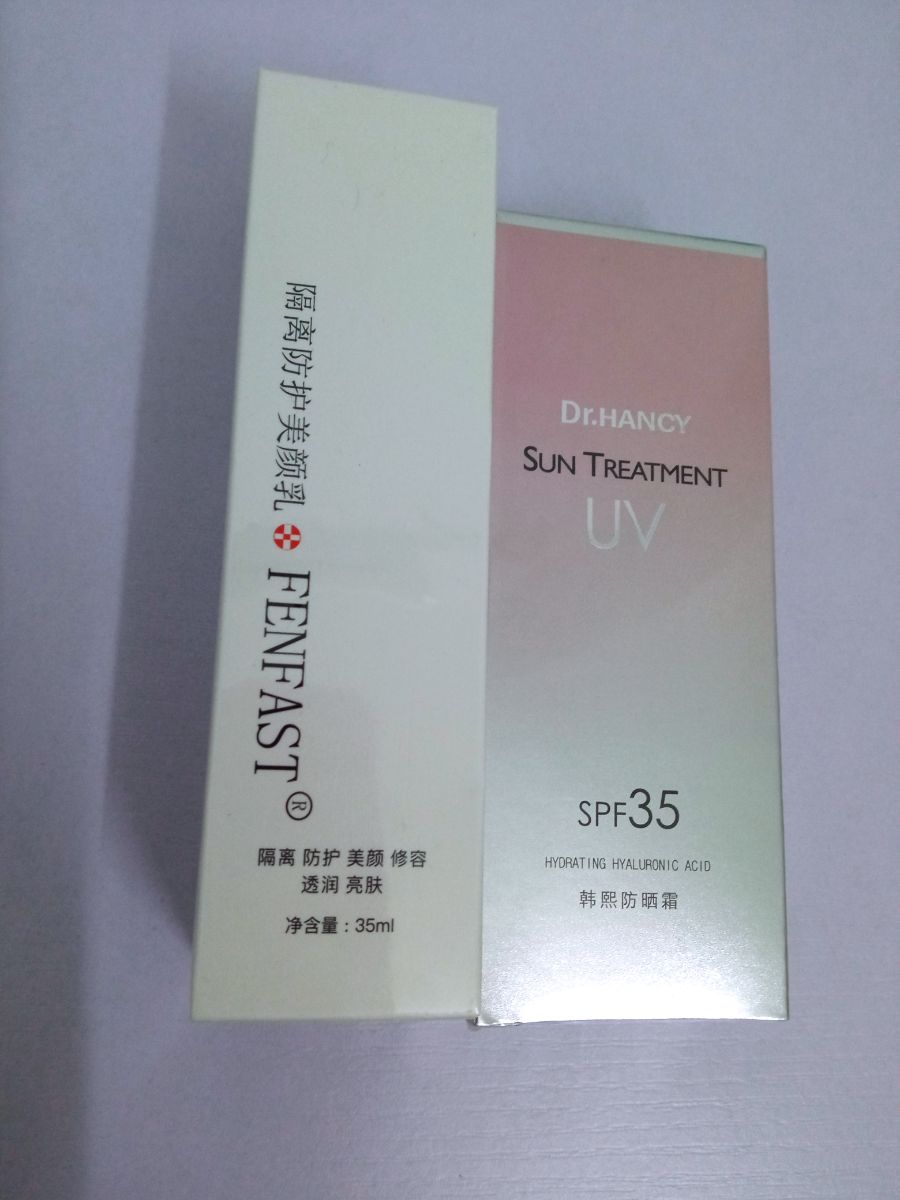 隔离防护美颜乳 FENFAST®
隔离 防护 美颜 修容
透润 亮肤
净含量：35ml
Dr.HANCY
SUN TREATMENT
UV
SPF35
HYDRATING HYALURONIC ACID
韩熙防晒霜